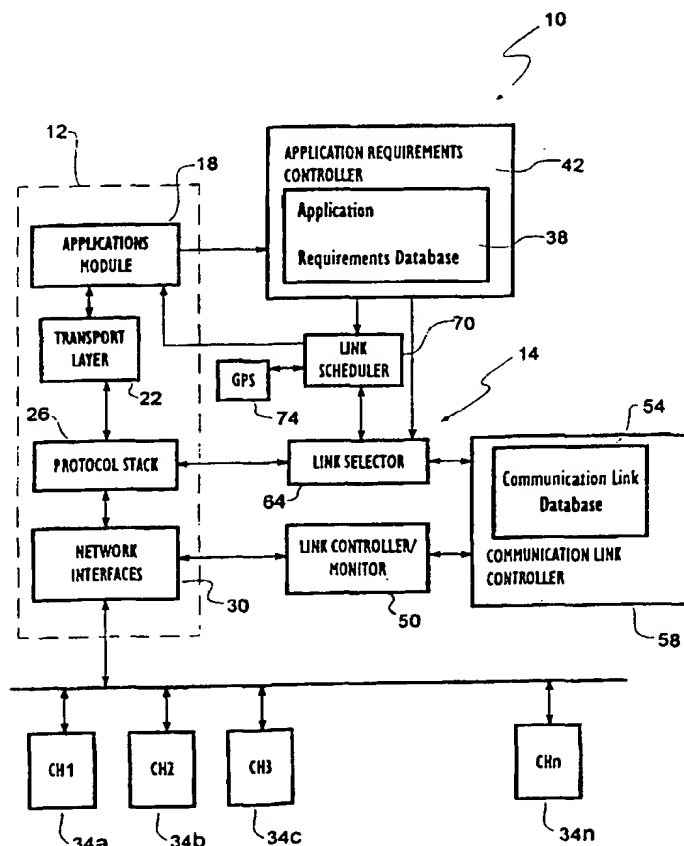 10
12
18
APPLICATION REQUIREMENTS
CONTROLLER
42
Application
Requirements Database
38
APPLICATIONS
MODULE
TRANSPORT
LAYER
22
LINK
SCHEDULER
70
GPS
74
14
26
PROTOCOL STACK
LINK SELECTOR
64
54
Communication Link
Database
COMMUNICATION LINK
CONTROLLER
58
NETWORK
INTERFACES
30
LINK CONTROLLER/
MONITOR
50
CH1
CH2
CH3
CHn
34a
34b
34c
34n